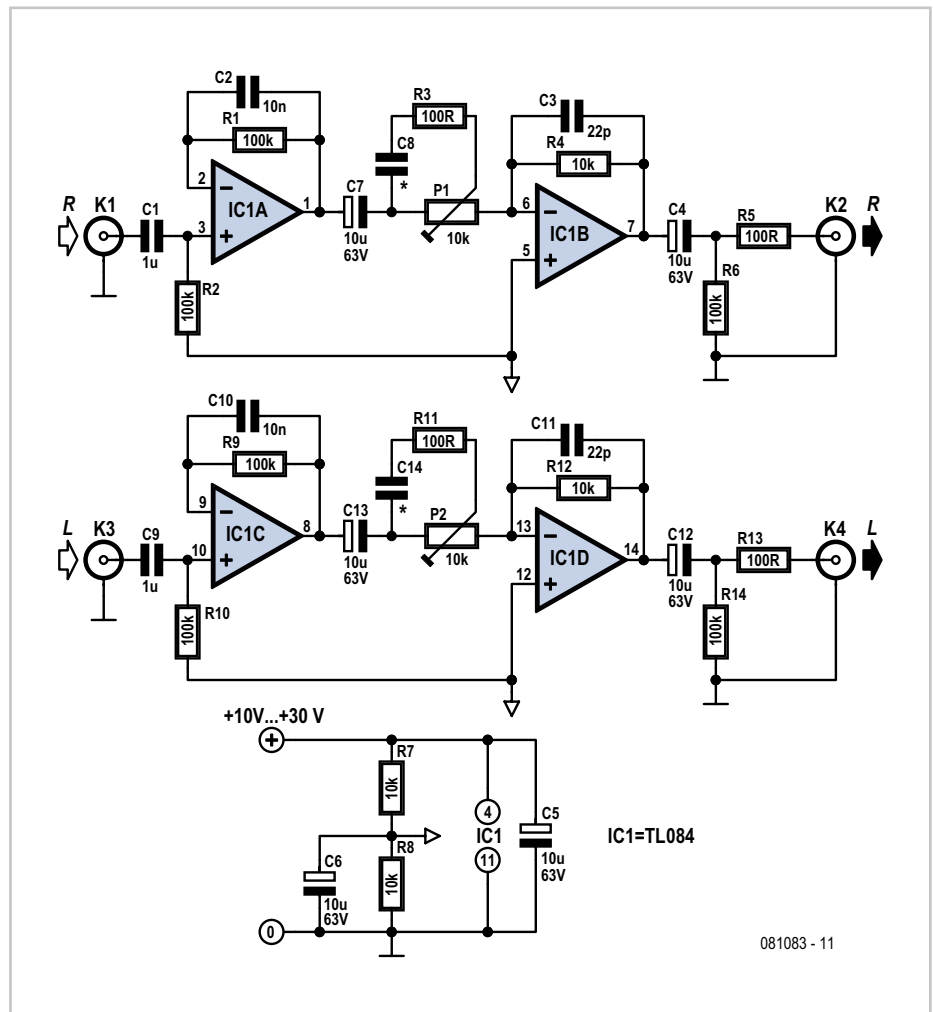 C2
10n
R1
100k
R3
100R
C8
*
C3
22p
R4
10k
R
K1
C1
1u
2
3
IC1A
1
C7
10u
63V
P1
10k
6
5
IC1B
7
C4
10u
63V
R5
100R
K2
R
R2
100k
R6
100k
C10
10n
R9
100k
R11
100R
C14
*
C11
22p
R12
10k
L
K3
C9
1u
9
10
IC1C
8
C13
10u
63V
P2
10k
13
12
IC1D
14
C12
10u
63V
R13
100R
K4
L
R10
100k
R14
100k
+10V...+30 V
+
R7
10k
4
IC1
11
C5
10u
63V
IC1=TL084
C6
10u
63V
R8
10k
0
081083 - 11